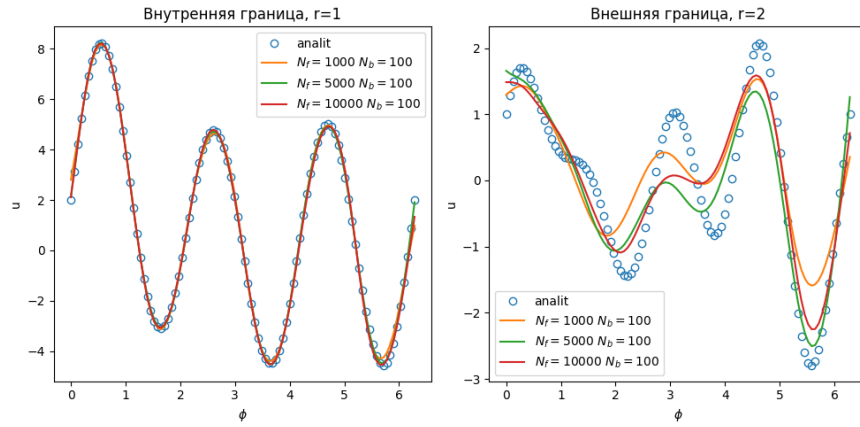 Внутренняя граница, r=1
8
6
4
2
0
−2
−4
u
0
1
2
3
4
5
6
ϕ
analit
N_f = 1000 N_b = 100
N_f = 5000 N_b = 100
N_f = 10000 N_b = 100
Внешняя граница, r=2
2
1
0
−1
−2
−3
u
0
1
2
3
4
5
6
ϕ
analit
N_f = 1000 N_b = 100
N_f = 5000 N_b = 100
N_f = 10000 N_b = 100